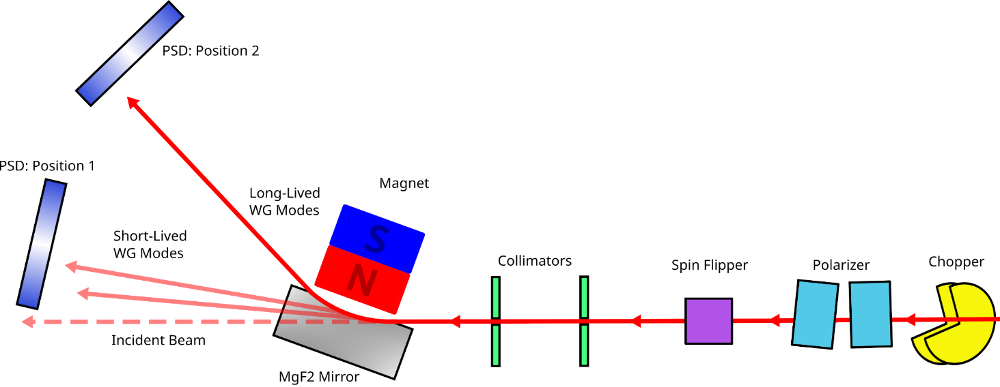 PSD: Position 2
PSD: Position 1
Long-Lived
WG Modes
Magnet
S
N
Short-Lived
WG Modes
Incident Beam
MgF2 Mirror
Collimators
Spin Flipper
Polarizer
Chopper